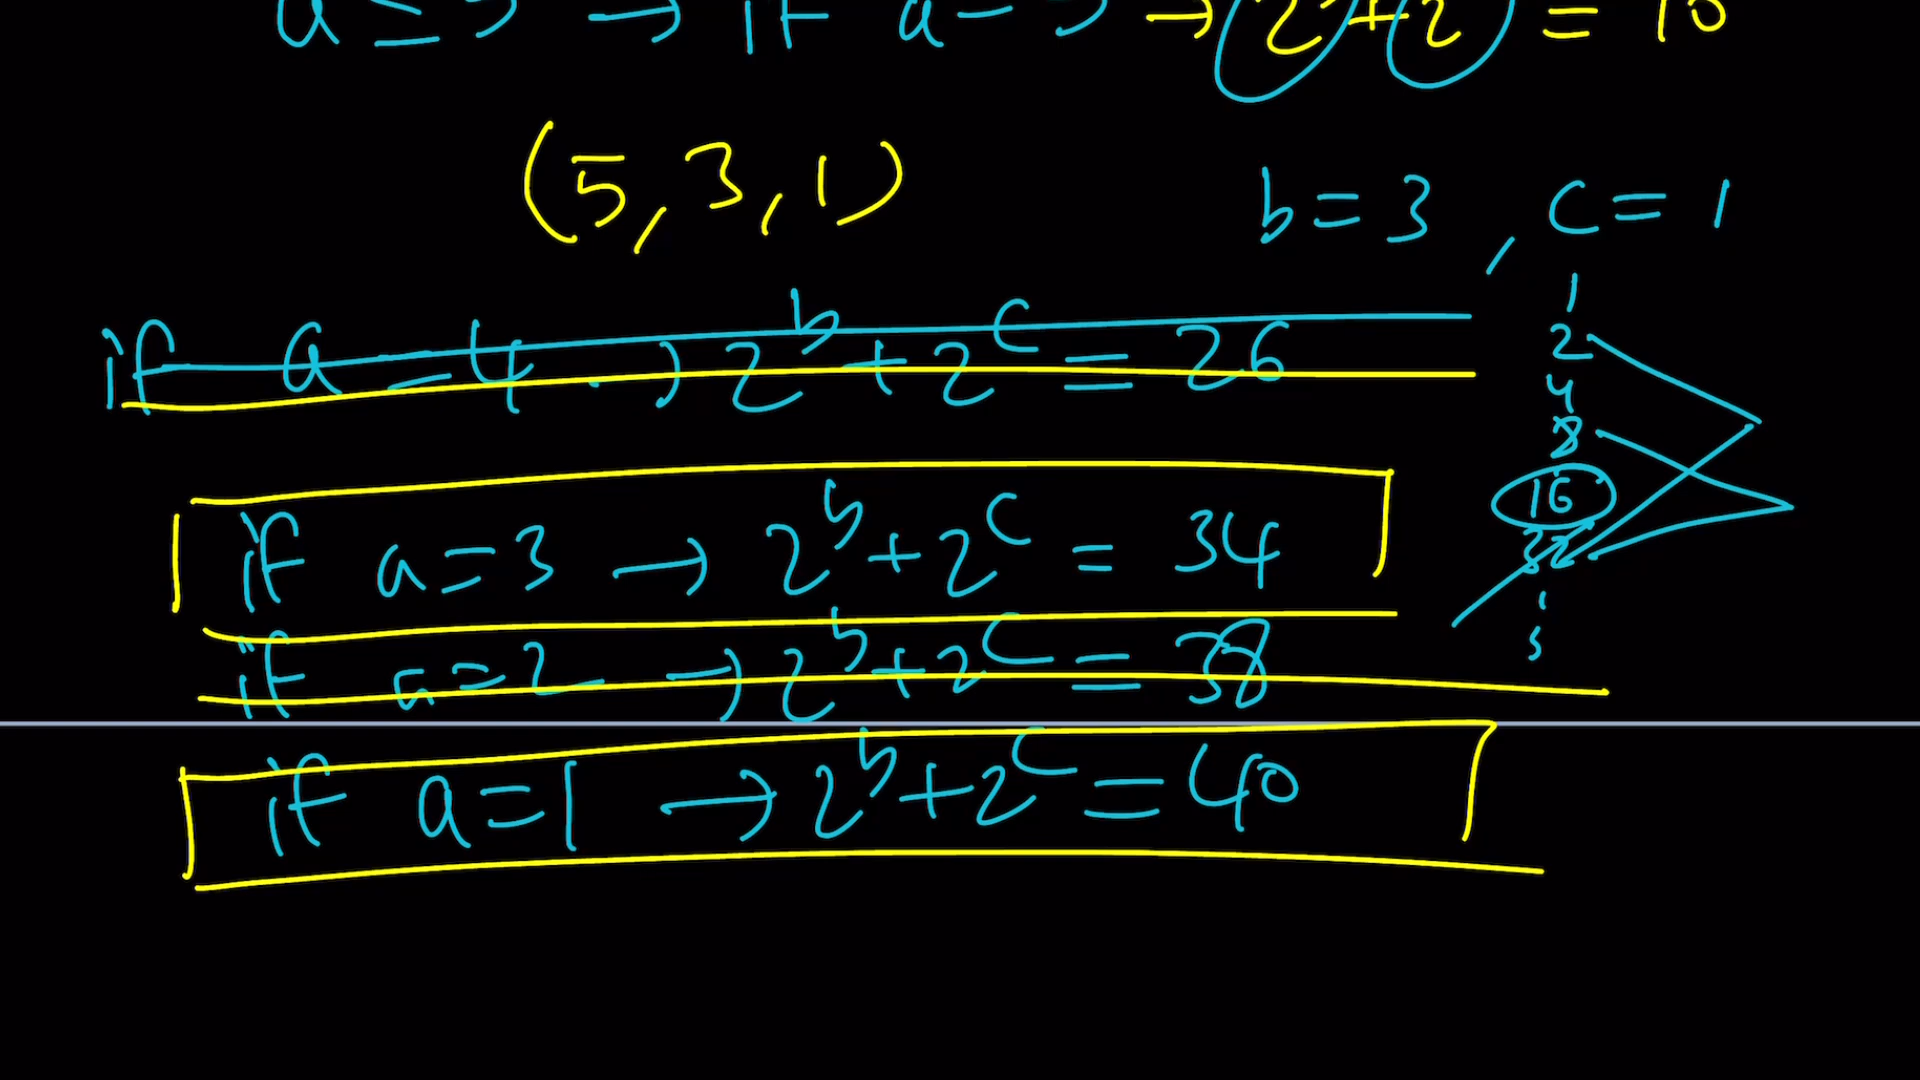 a ≤ 5 → if a = 5 → 2 + 2 = 10
(5, 3, 1)
b = 3 , c = 1
if a = 4 → 2^b + 2^c = 26
if a = 3 → 2^b + 2^c = 34
if a = 2 → 2^b + 2^c = 38
if a = 1 → 2^b + 2^c = 40
1
2
4
8
16
32